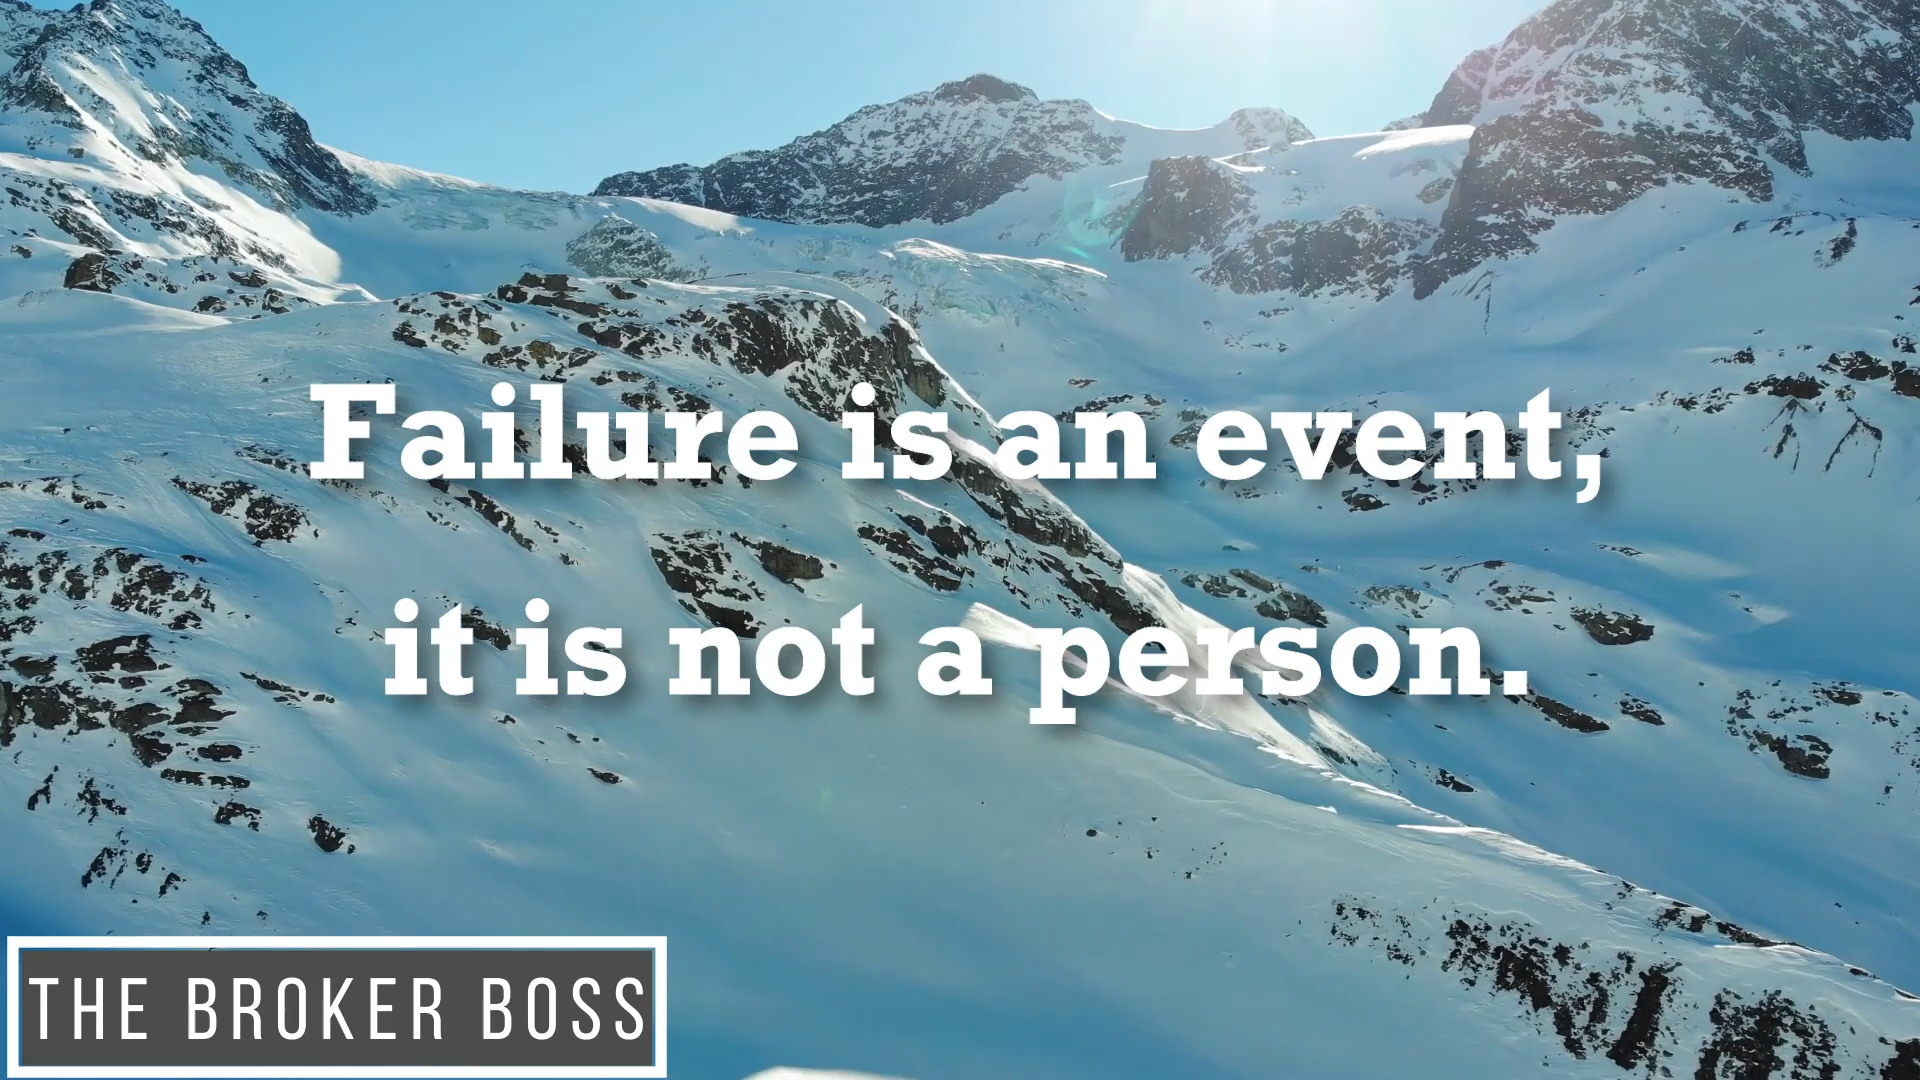 Failure is an event,
it is not a person.
THE BROKER BOSS